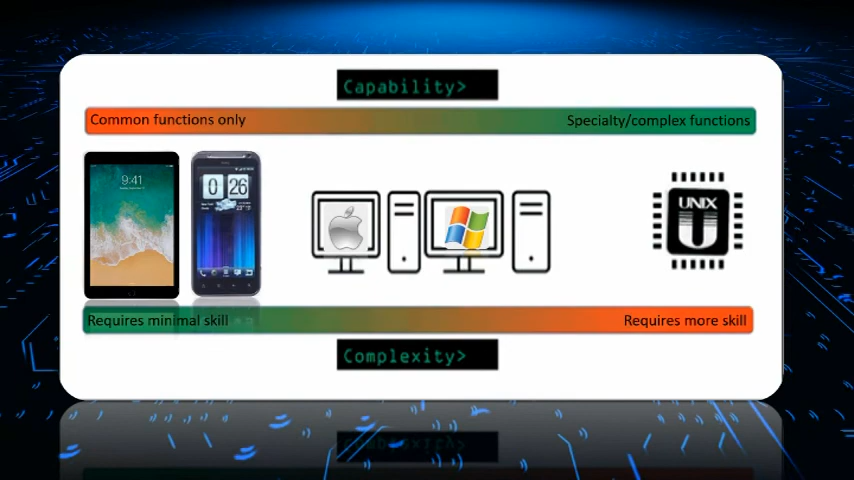 Capability>
Common functions only
Specialty/complex functions
9:41
0 26
UNIX
U
Requires minimal skill
Requires more skill
Complexity>